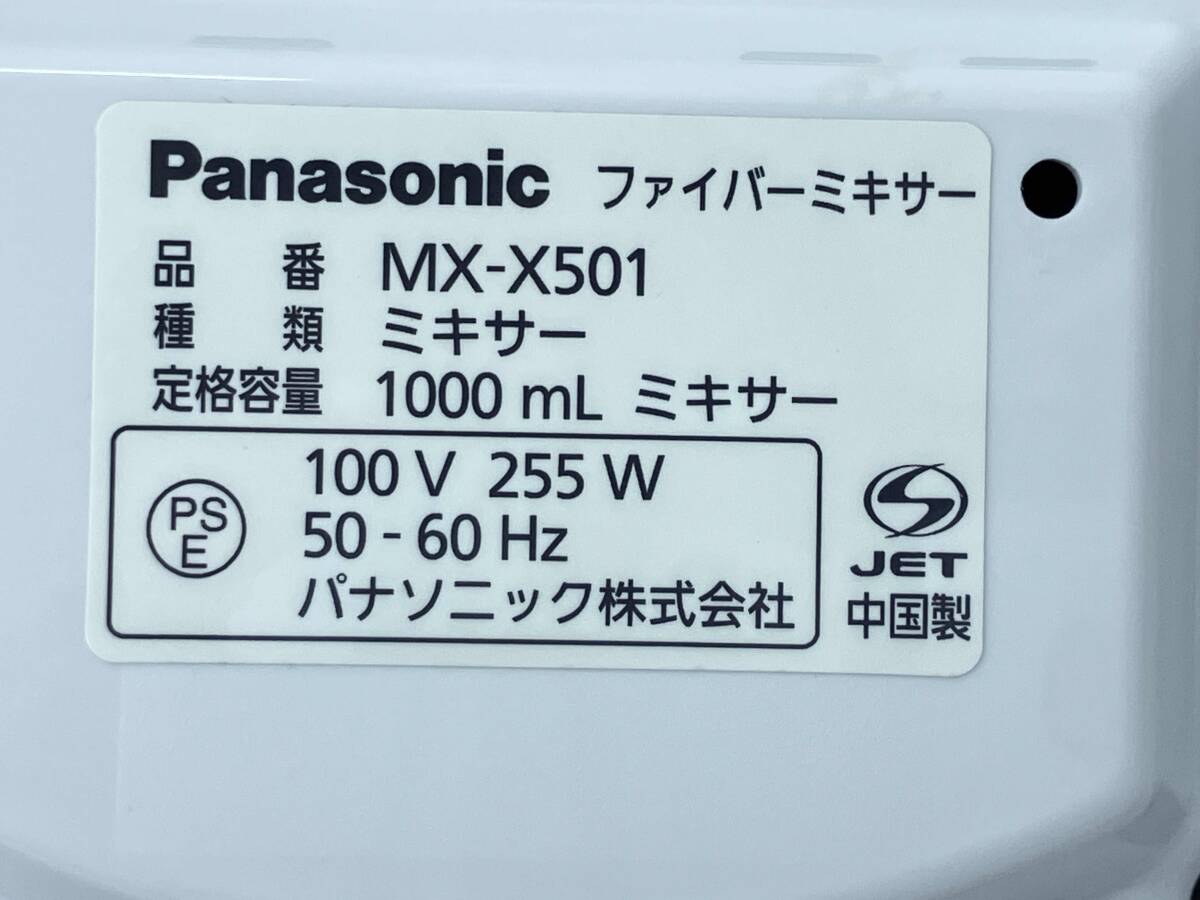 Panasonic ファイバーミキサー
品 番 MX-X501
種 類 ミキサー
定格容量 1000 mL ミキサー
PS
E
100 V 255 W
50 - 60 Hz
パナソニック株式会社
JET
中国製